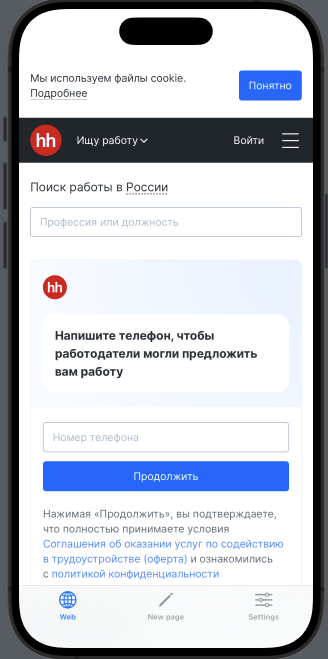 Мы используем файлы cookie.
Подробнее
Понятно
hh
Ищу работу
Войти
Поиск работы в России
Профессия или должность
hh
Напишите телефон, чтобы
работодатели могли предложить
вам работу
Номер телефона
Продолжить
Нажимая «Продолжить», вы подтверждаете,
что полностью принимаете условия
Соглашения об оказании услуг по содействию
в трудоустройстве (оферта) и ознакомились
с политикой конфиденциальности
Web
New page
Settings